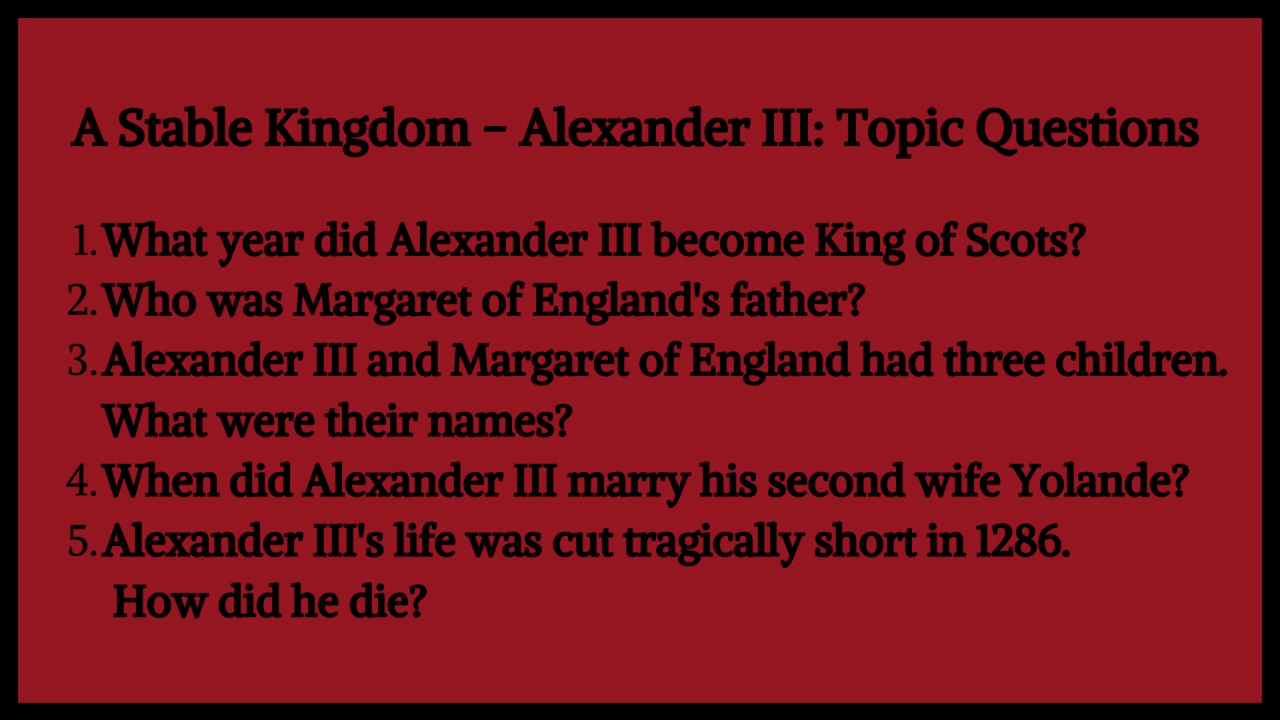 A Stable Kingdom – Alexander III: Topic Questions
1. What year did Alexander III become King of Scots?
2. Who was Margaret of England's father?
3. Alexander III and Margaret of England had three children.
What were their names?
4. When did Alexander III marry his second wife Yolande?
5. Alexander III's life was cut tragically short in 1286.
How did he die?